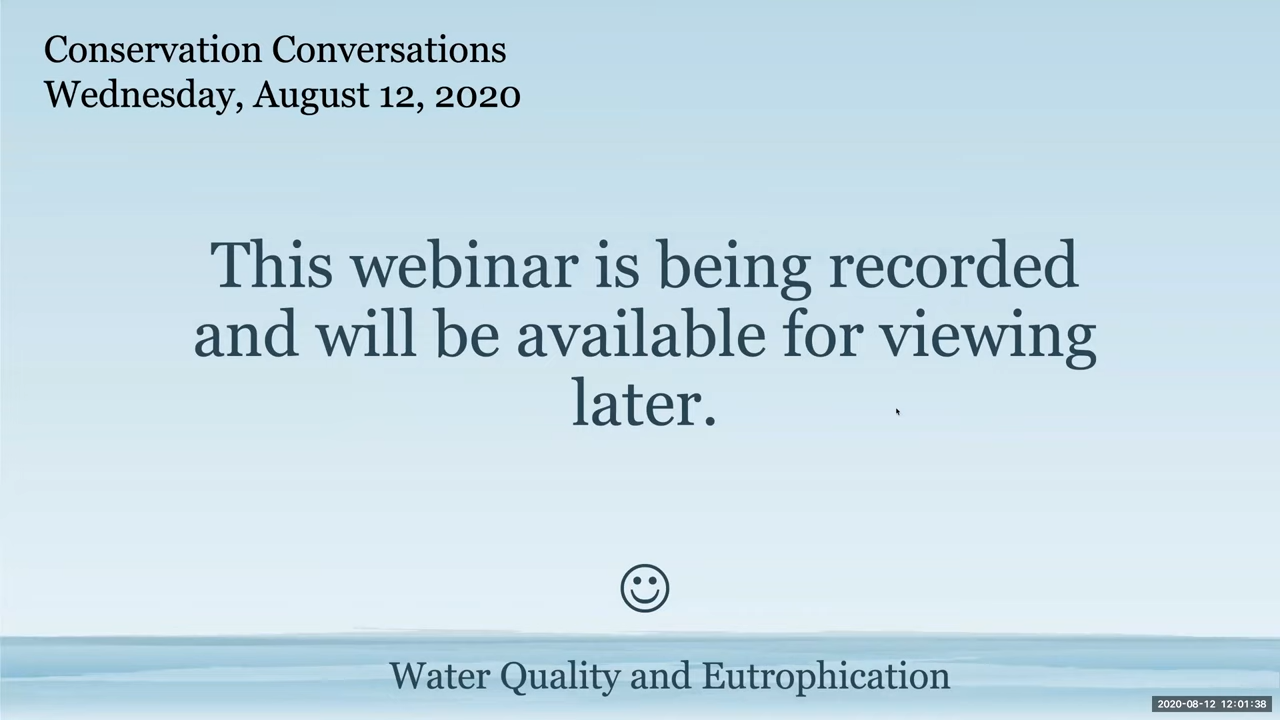 Conservation Conversations
Wednesday, August 12, 2020
This webinar is being recorded
and will be available for viewing
later.
Water Quality and Eutrophication
2020-08-12 12:01:38